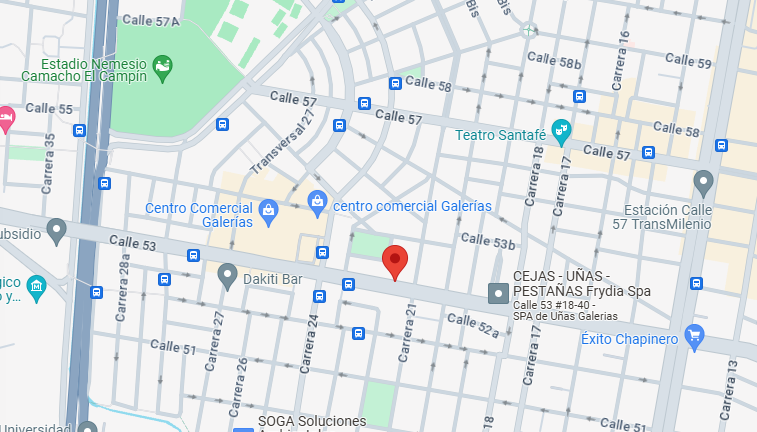 Calle 57A
Bis
Bis
Carrera 16
Estadio Nemesio
Camacho El Campín
Calle 58b
Calle 59
Calle 58
Calle 57
Calle 55
Calle 57
Transversal 27
Teatro Santafé
Calle 58
Calle 57
Carrera 35
Carrera 18
Carrera 17
Centro Comercial
Galerías
centro comercial Galerías
Estación Calle
57 TransMilenio
ubsidio
Calle 53
Calle 53b
Dakiti Bar
CEJAS - UÑAS -
PESTAÑAS Frydia Spa
Calle 53 #18-40 -
SPA de Uñas Galerias
gico
o y...
Carrera 28a
Carrera 27
Carrera 24
Carrera 21
Calle 52a
Carrera 17
Éxito Chapinero
Calle 51
Carrera 26
Carrera 13
SOGA Soluciones
Universidad
18
Calle 51